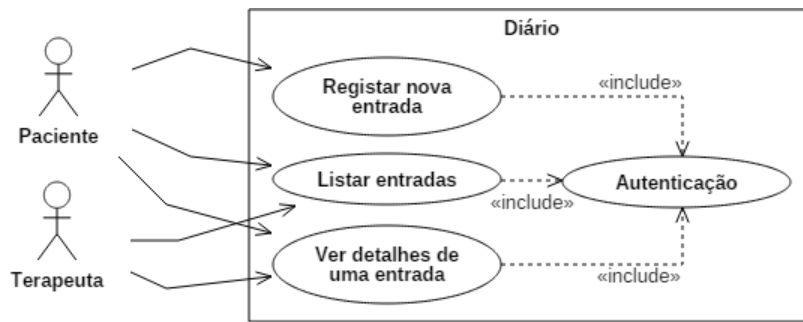 Diário
Paciente
Terapeuta
Registar nova
entrada
Listar entradas
Ver detalhes de
uma entrada
«include»
«include»
«include»
Autenticação